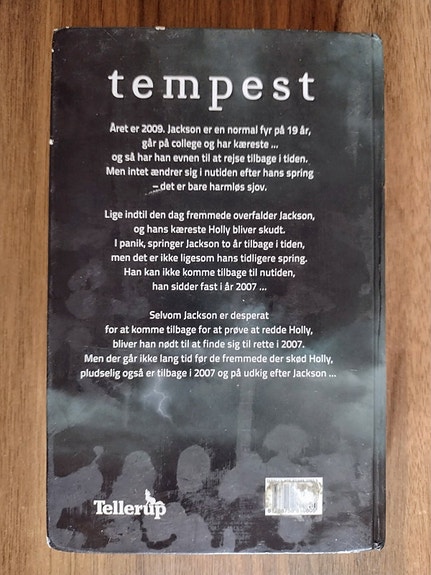 tempest
Året er 2009. Jackson er en normal fyr på 19 år,
går på college og har kæreste ...
og så har han evnen til at rejse tilbage i tiden.
Men intet ændrer sig i nutiden efter hans spring
– det er bare harmløs sjov.
Lige indtil den dag fremmede overfalder Jackson,
og hans kæreste Holly bliver skudt.
I panik, springer Jackson to år tilbage i tiden,
men det er ikke ligesom hans tidligere spring.
Han kan ikke komme tilbage til nutiden,
han sidder fast i år 2007 ...
Selvom Jackson er desperat
for at komme tilbage for at prøve at redde Holly,
bliver han nødt til at finde sig til rette i 2007.
Men der går ikke lang tid før de fremmede der skød Holly,
pludselig også er tilbage i 2007 og på udkig efter Jackson ...
Tellerup